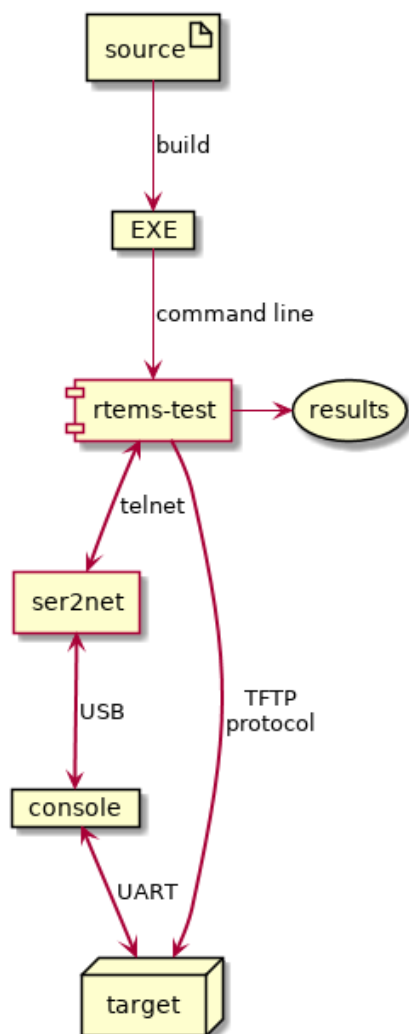 source
build
EXE
command line
rtems-test
results
telnet
ser2net
TFTP
protocol
USB
console
UART
target